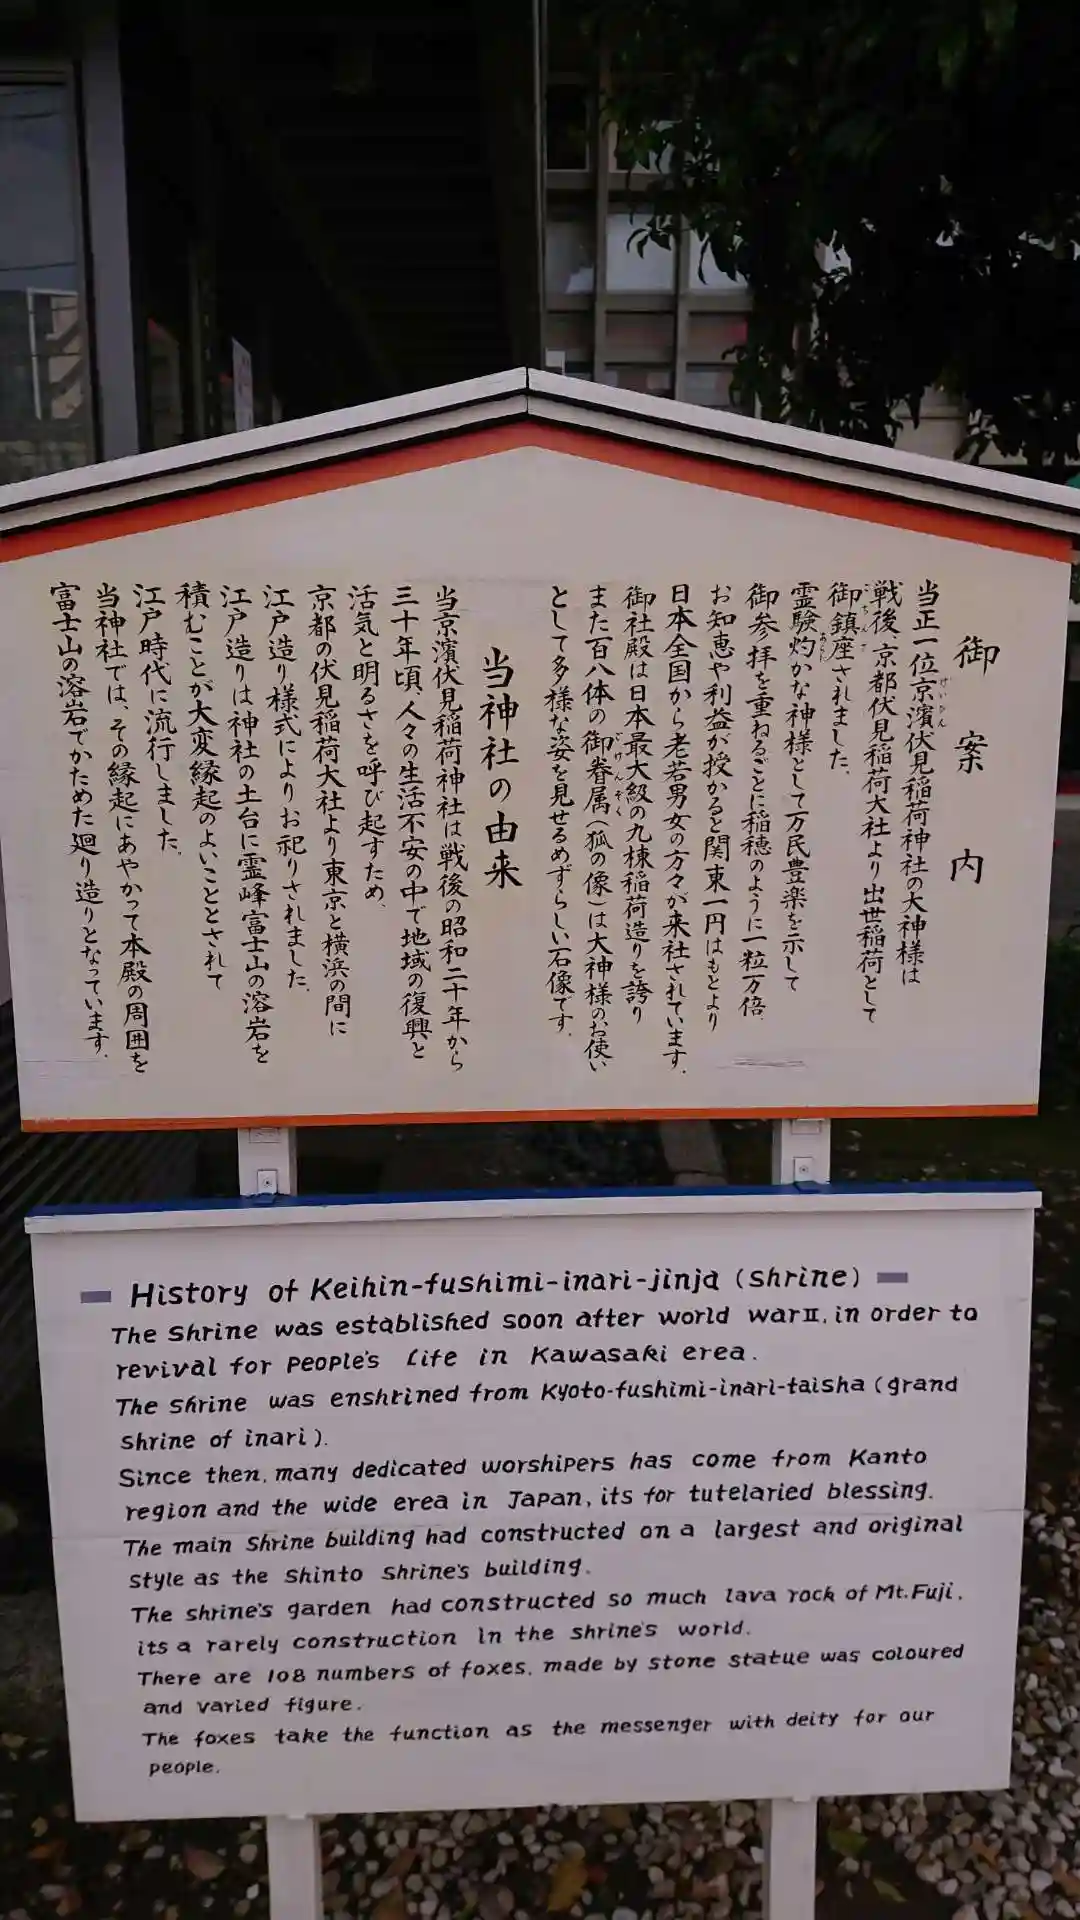 御案内
当正一位京濱伏見稲荷神社の大神様は
戦後、京都伏見稲荷大社より出世稲荷として
御鎮座されました。
霊験灼かな神様として万民豊楽を示して
御参拝を重ねるごとに稲穂のように一粒万倍
お知恵や利益が授かると関東一円はもとより
日本全国から老若男女の方々が来社されています。
御社殿は日本最大級の九棟稲荷造りを誇り
また百八体の御眷属(狐の像)は大神様のお使い
として多様な姿を見せるめずらしい石像です。
当神社の由来
当京濱伏見稲荷神社は戦後の昭和二十年から
三十年頃、人々の生活不安の中で地域の復興と
活気と明るさを呼び起すため、
京都の伏見稲荷大社より東京と横浜の間に
江戸造り様式によりお祀りされました。
江戸造りは神社の土台に霊峰富士山の溶岩を
積むことが大変縁起のよいこととされて
江戸時代に流行しました。
当神社では、その縁起にあやかって本殿の周囲を
富士山の溶岩でかためた廻り造りとなっています。
History of Keihin-fushimi-inari-jinja (shrine)
The shrine was established soon after world war II, in order to
revival for people's life in Kawasaki erea.
The shrine was enshrined from Kyoto-fushimi-inari-taisha (grand
shrine of inari).
Since then, many dedicated worshipers has come from Kanto
region and the wide erea in Japan, its for tutelaried blessing.
The main shrine building had constructed on a largest and original
style as the shinto shrine's building.
The shrine's garden had constructed so much lava rock of Mt.Fuji.
its a rarely construction in the shrine's world.
There are 108 numbers of foxes, made by stone statue was coloured
and varied figure.
The foxes take the function as the messenger with deity for our
people.